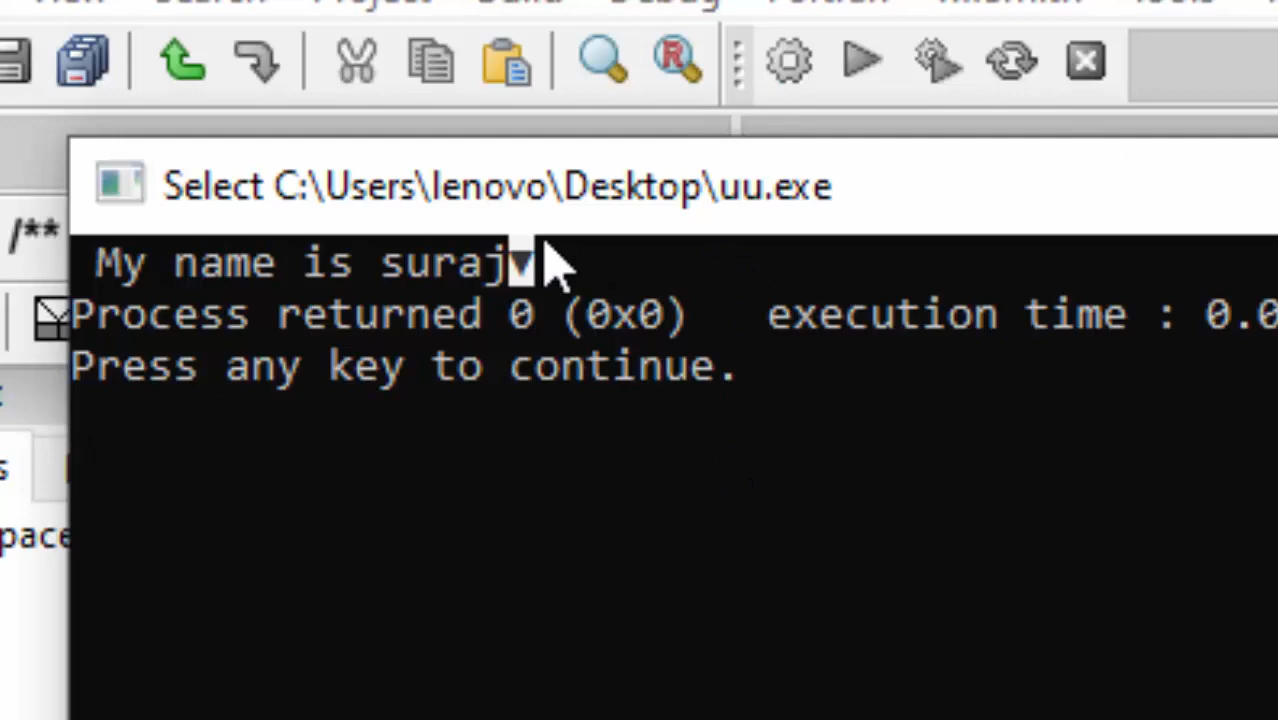 Select C:\Users\lenovo\Desktop\uu.exe
/**
My name is suraj▼
Process returned 0 (0x0)   execution time : 0.0
Press any key to continue.